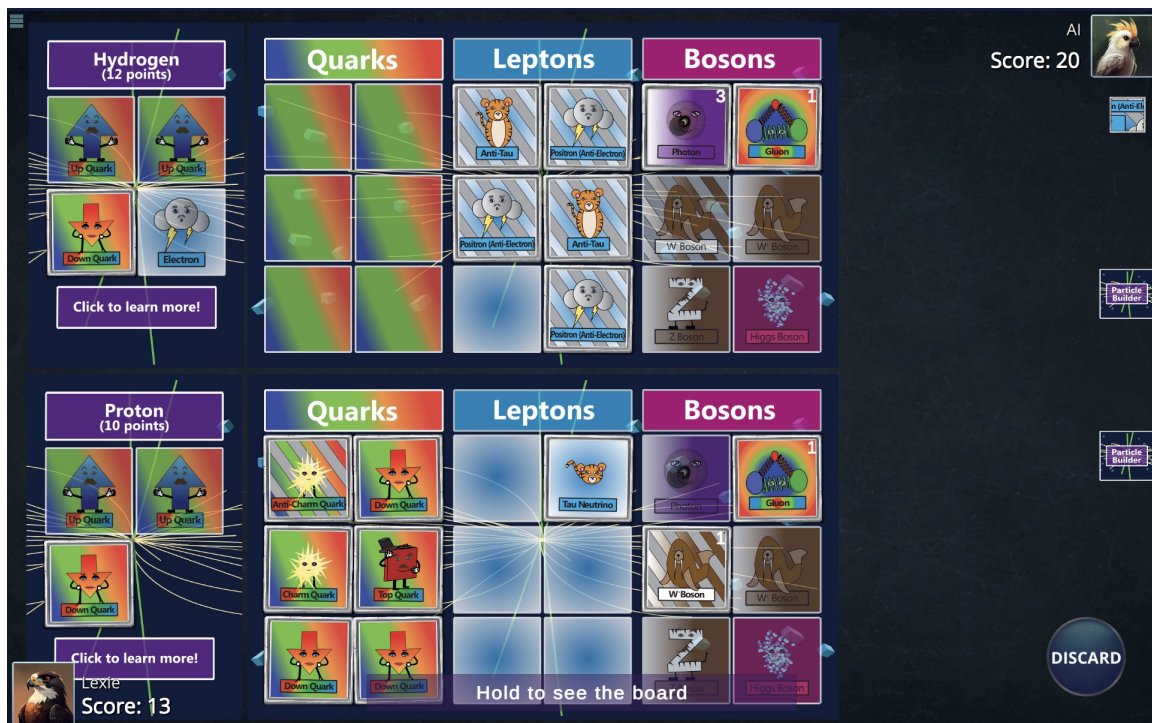 Hydrogen
(12 points)
Up Quark
Up Quark
Down Quark
Electron
Click to learn more!
Quarks
Leptons
Bosons
Anti-Tau
Positron (Anti-Electron)
3
Photon
1
Gluon
Positron (Anti-Electron)
Anti-Tau
W⁻ Boson
W⁺ Boson
Positron (Anti-Electron)
Z Boson
Higgs Boson
AI
Score: 20
n (Anti-El
Particle
Builder
Particle
Builder
Proton
(10 points)
Up Quark
Up Quark
Down Quark
Click to learn more!
Lexie
Score: 13
Quarks
Leptons
Bosons
Anti-Charm Quark
Down Quark
Tau Neutrino
Photon
1
Gluon
Charm Quark
Top Quark
1
W⁻ Boson
W⁺ Boson
Down Quark
Down Quark
Higgs Boson
Hold to see the board
DISCARD